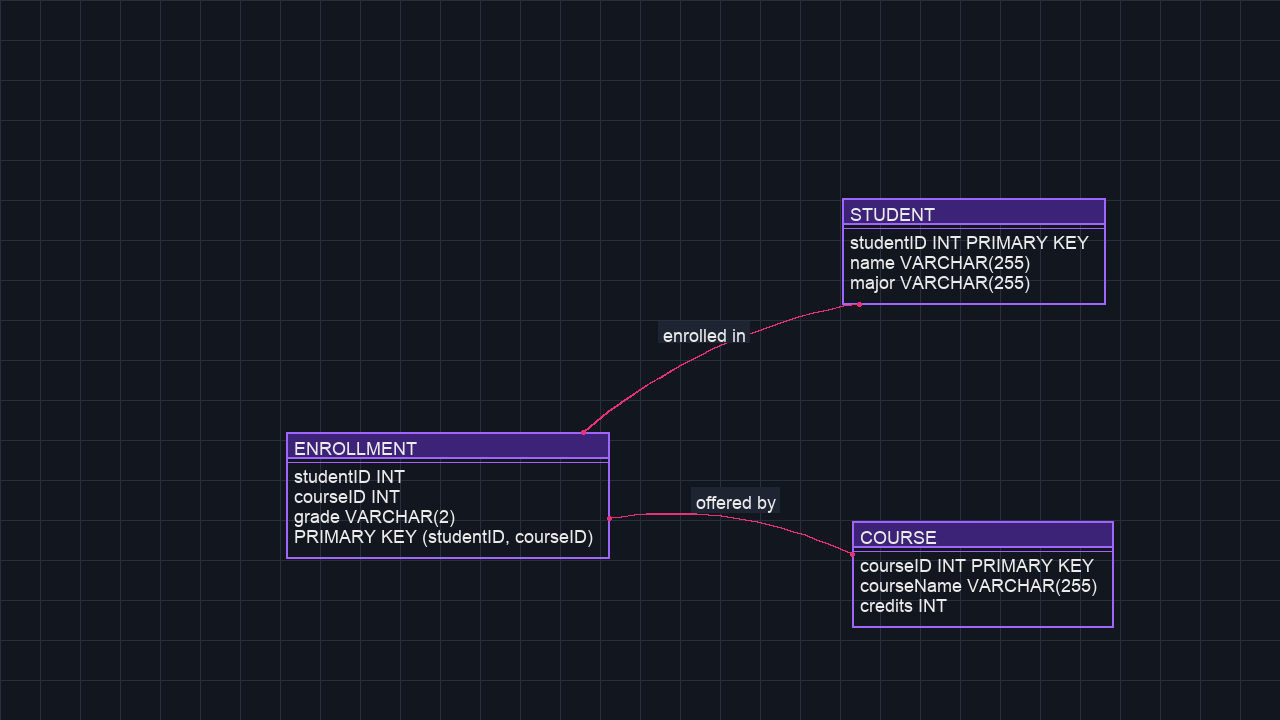 STUDENT
studentID INT PRIMARY KEY
name VARCHAR(255)
major VARCHAR(255)
enrolled in
ENROLLMENT
studentID INT
courseID INT
grade VARCHAR(2)
PRIMARY KEY (studentID, courseID)
offered by
COURSE
courseID INT PRIMARY KEY
courseName VARCHAR(255)
credits INT